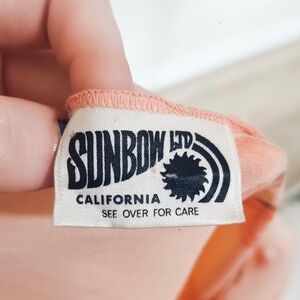 SUNBOW LTD.
CALIFORNIA
SEE OVER FOR CARE